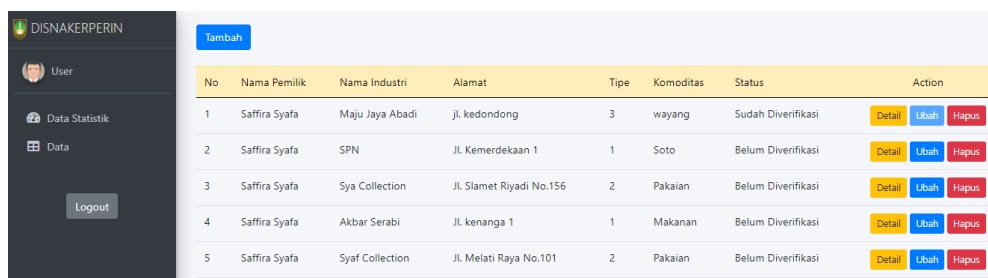 DISNAKERPERIN
User
Data Statistik
Data
Logout
Tambah
No Nama Pemilik Nama Industri Alamat Tipe Komoditas Status Action
1 Saffira Syafa Maju Jaya Abadi jl. kedondong 3 wayang Sudah Diverifikasi Detail Ubah Hapus
2 Saffira Syafa SPN Jl. Kemerdekaan 1 1 Soto Belum Diverifikasi Detail Ubah Hapus
3 Saffira Syafa Sya Collection Jl. Slamet Riyadi No.156 2 Pakaian Belum Diverifikasi Detail Ubah Hapus
4 Saffira Syafa Akbar Serabi Jl. kenanga 1 1 Makanan Belum Diverifikasi Detail Ubah Hapus
5 Saffira Syafa Syaf Collection Jl. Melati Raya No.101 2 Pakaian Belum Diverifikasi Detail Ubah Hapus